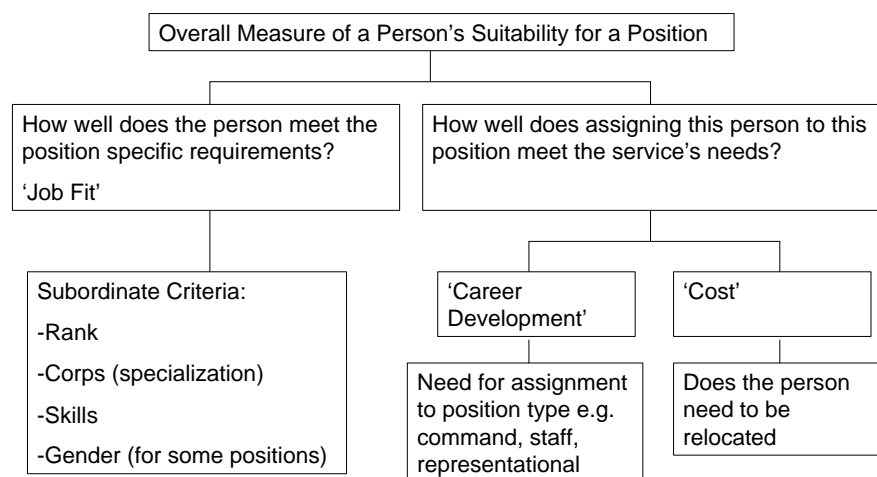 Overall Measure of a Person’s Suitability for a Position
How well does the person meet the
position specific requirements?
‘Job Fit’
How well does assigning this person to this
position meet the service’s needs?
Subordinate Criteria:
-Rank
-Corps (specialization)
-Skills
-Gender (for some positions)
‘Career
Development’
‘Cost’
Need for assignment
to position type e.g.
command, staff,
representational
Does the person
need to be
relocated